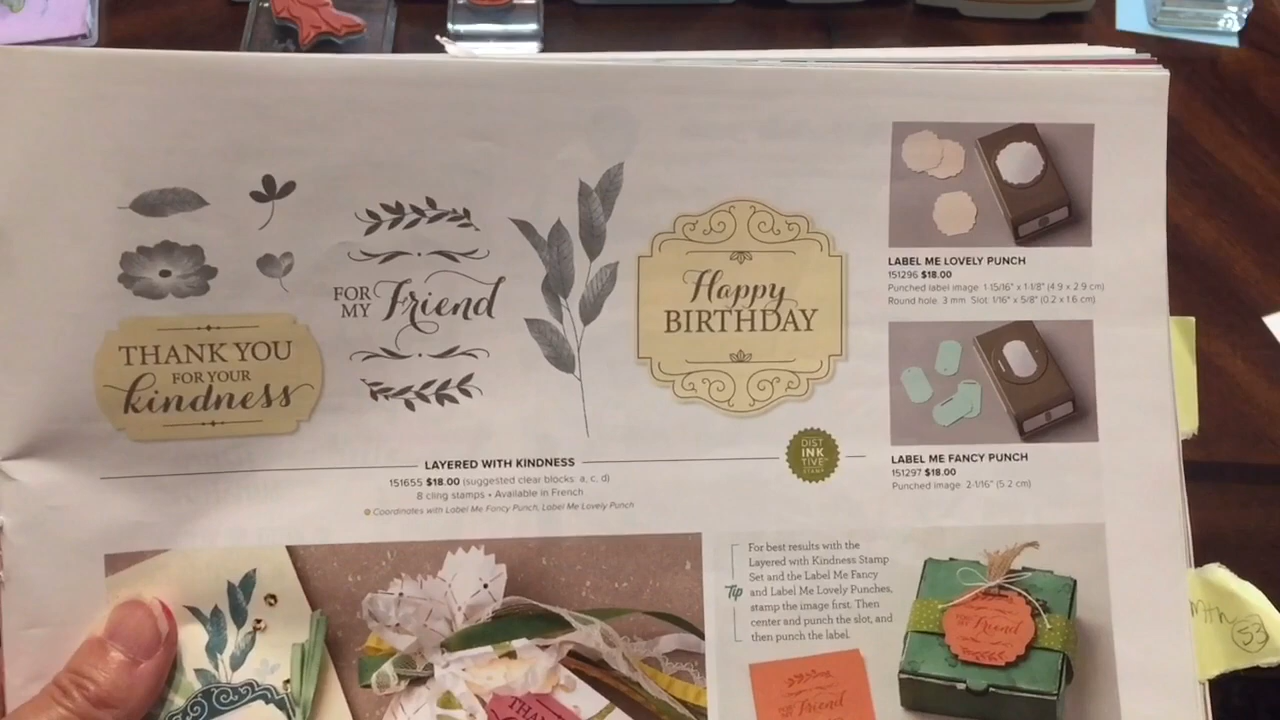 THANK YOU
FOR YOUR
kindness
FOR
MY Friend
Happy
BIRTHDAY
LAYERED WITH KINDNESS
151655 $18.00 (suggested clear blocks: a, c, d)
8 cling stamps • Available in French
Coordinates with Label Me Fancy Punch, Label Me Lovely Punch
DIST
INK
TIVE
STAMP
LABEL ME LOVELY PUNCH
151296 $18.00
Punched label image: 1-15/16" x 1-1/8" (4.9 x 2.9 cm)
Round hole: 3 mm Slot: 1/16" x 5/8" (0.2 x 1.6 cm)
LABEL ME FANCY PUNCH
151297 $18.00
Punched image: 2-1/16" (5.2 cm)
Tip
For best results with the
Layered with Kindness Stamp
Set and the Label Me Fancy
and Label Me Lovely Punches,
stamp the image first. Then
center and punch the slot, and
then punch the label.
FOR
MY Friend
Friend
THANK
53